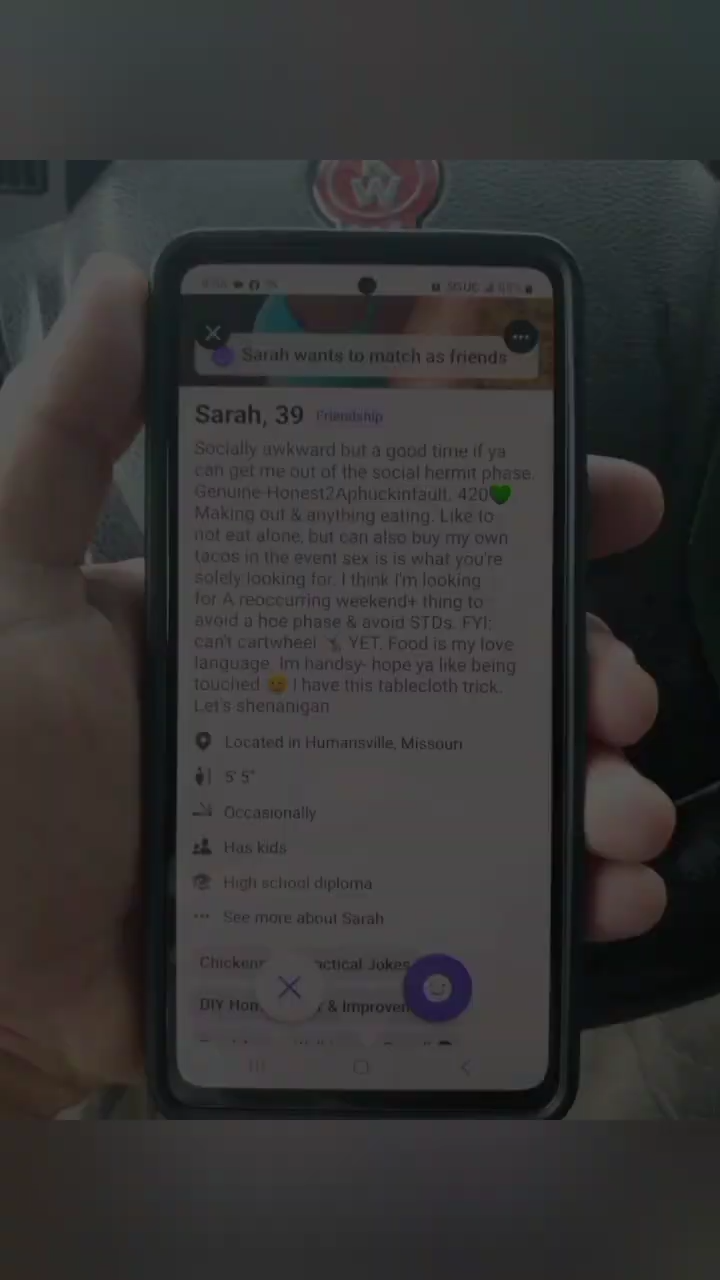 W
5G UC
Sarah wants to match as friends
Sarah, 39 Friendship
Socially awkward but a good time if ya
can get me out of the social hermit phase.
Genuine Honest2Aphuckinfault. 420💚
Making out & anything eating. Like to
not eat alone, but can also buy my own
tacos in the event sex is is what you're
solely looking for. I think I'm looking
for A reoccurring weekend+ thing to
avoid a hoe phase & avoid STDs. FYI:
can't cartwheel 🤸 YET. Food is my love
language. Im handsy- hope ya like being
touched 😉 I have this tablecloth trick.
Let's shenanigan
Located in Humansville, Missouri
5' 5"
Occasionally
Has kids
High school diploma
See more about Sarah
Jokes
DIY &